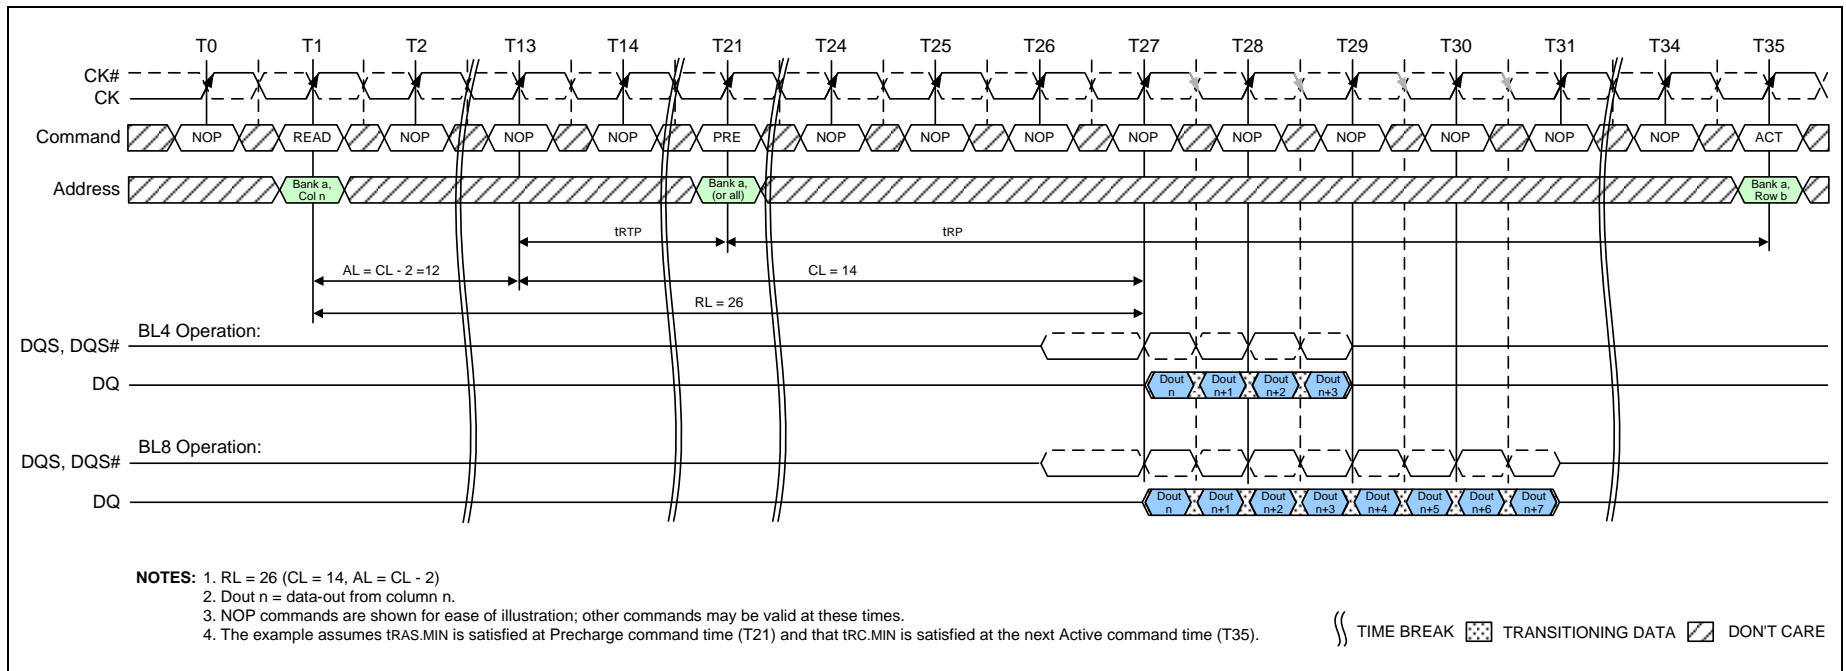 T0 T1 T2 T13 T14 T21 T24 T25 T26 T27 T28 T29 T30 T31 T34 T35
CK#
CK
Command NOP READ NOP NOP NOP PRE NOP NOP NOP NOP NOP NOP NOP NOP NOP ACT
Address
Bank a,
Col n
Bank a,
(or all)
Bank a,
Row b
tRTP tRP
AL = CL - 2 =12 CL = 14
RL = 26
BL4 Operation:
DQS, DQS#
DQ
Dout
n
Dout
n+1
Dout
n+2
Dout
n+3
BL8 Operation:
DQS, DQS#
DQ
Dout
n
Dout
n+1
Dout
n+2
Dout
n+3
Dout
n+4
Dout
n+5
Dout
n+6
Dout
n+7
NOTES: 1. RL = 26 (CL = 14, AL = CL - 2)
2. Dout n = data-out from column n.
3. NOP commands are shown for ease of illustration; other commands may be valid at these times.
4. The example assumes tRAS.MIN is satisfied at Precharge command time (T21) and that tRC.MIN is satisfied at the next Active command time (T35).
TIME BREAK TRANSITIONING DATA DON'T CARE